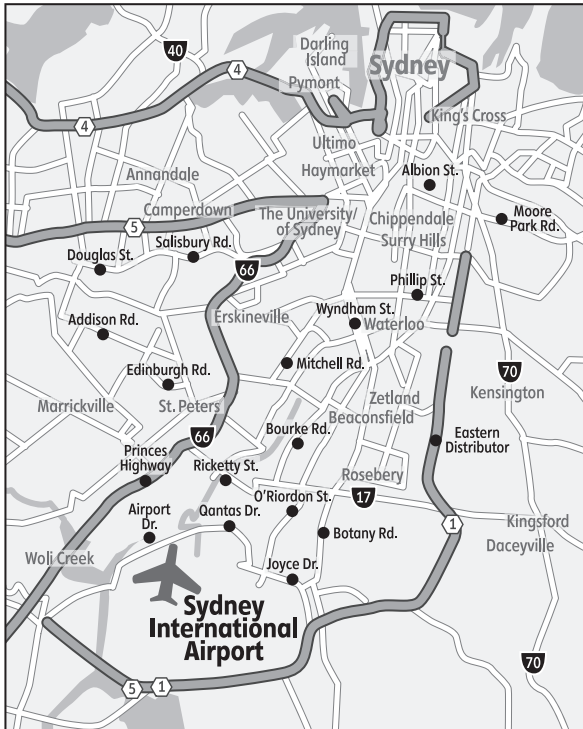 Darling
Island
40
Sydney
4
Pymont
4
King's Cross
Ultimo
Haymarket
Albion St.
Annandale
Camperdown
The University/
of Sydney
Chippendale
Moore
Park Rd.
5
Salisbury Rd.
Surry Hills
Douglas St.
66
Phillip St.
Erskineville
Wyndham St.
Waterloo
Addison Rd.
Mitchell Rd.
Edinburgh Rd.
70
Kensington
Zetland
Marrickville
St. Peters
Beaconsfield
66
Bourke Rd.
Eastern
Distributor
Princes
Highway
Ricketty St.
Rosebery
O'Riordon St.
17
Airport
Dr.
Qantas Dr.
1
Kingsford
Botany Rd.
Daceyville
Woli Creek
Joyce Dr.
Sydney
International
Airport
70
5
1